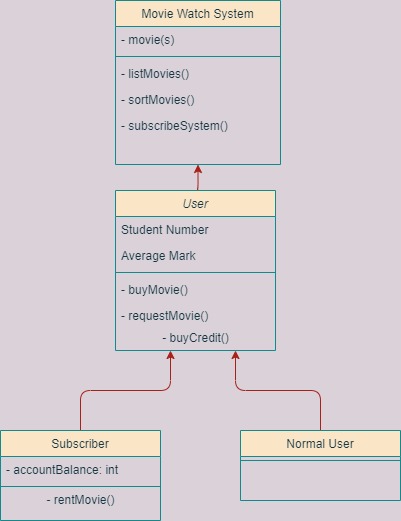 Movie Watch System
- movie(s)
- listMovies()
- sortMovies()
- subscribeSystem()
User
Student Number
Average Mark
- buyMovie()
- requestMovie()
- buyCredit()
Subscriber
- accountBalance: int
- rentMovie()
Normal User